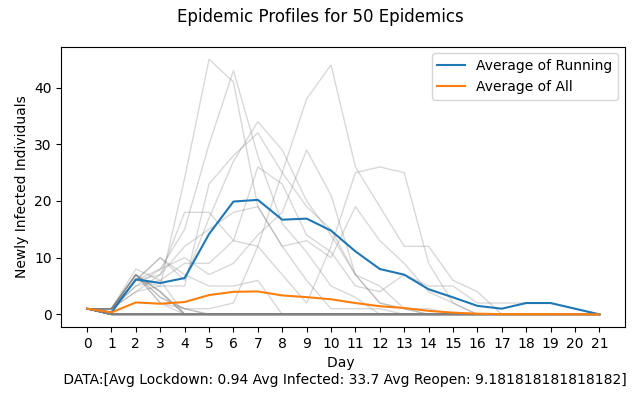 Epidemic Profiles for 50 Epidemics
Average of Running
Average of All
Newly Infected Individuals
40
30
20
10
0
0 1 2 3 4 5 6 7 8 9 10 11 12 13 14 15 16 17 18 19 20 21
Day
DATA:[Avg Lockdown: 0.94 Avg Infected: 33.7 Avg Reopen: 9.181818181818182]